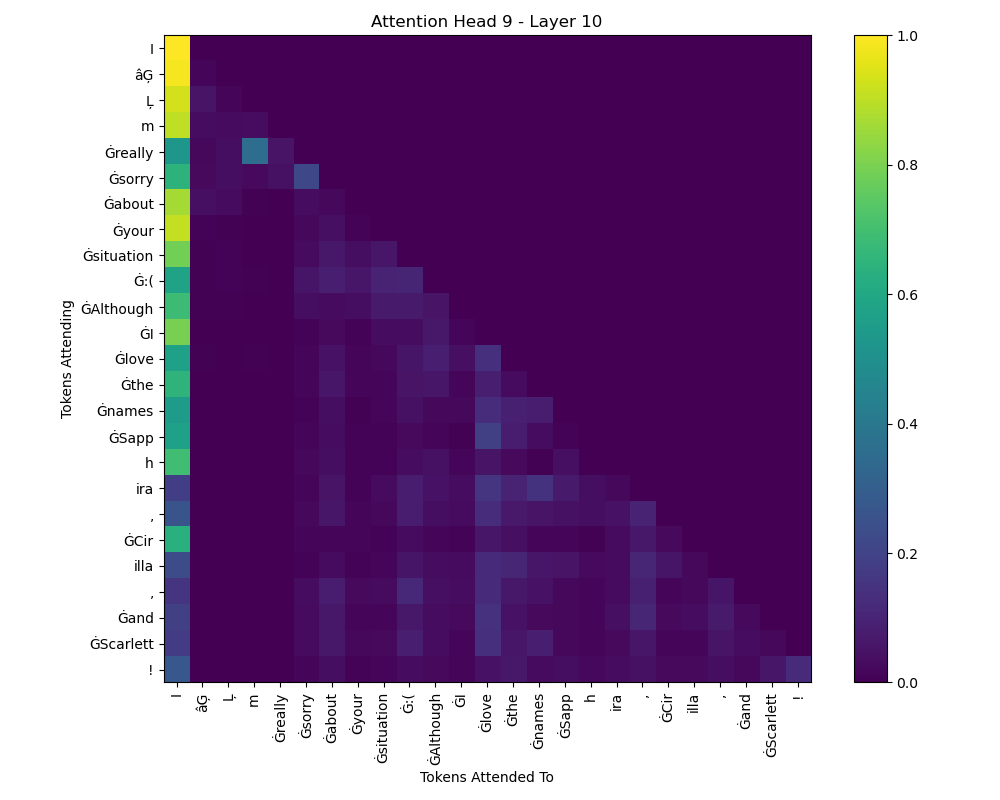 Attention Head 9 - Layer 10
Tokens Attending
I
âĢ
Ļ
m
Ġreally
Ġsorry
Ġabout
Ġyour
Ġsituation
Ġ:(
ĠAlthough
ĠI
Ġlove
Ġthe
Ġnames
ĠSapp
h
ira
,
ĠCir
illa
,
Ġand
ĠScarlett
!
I
âĢ
Ļ
m
Ġreally
Ġsorry
Ġabout
Ġyour
Ġsituation
Ġ:(
ĠAlthough
ĠI
Ġlove
Ġthe
Ġnames
ĠSapp
h
ira
,
ĠCir
illa
,
Ġand
ĠScarlett
!
Tokens Attended To
1.0
0.8
0.6
0.4
0.2
0.0